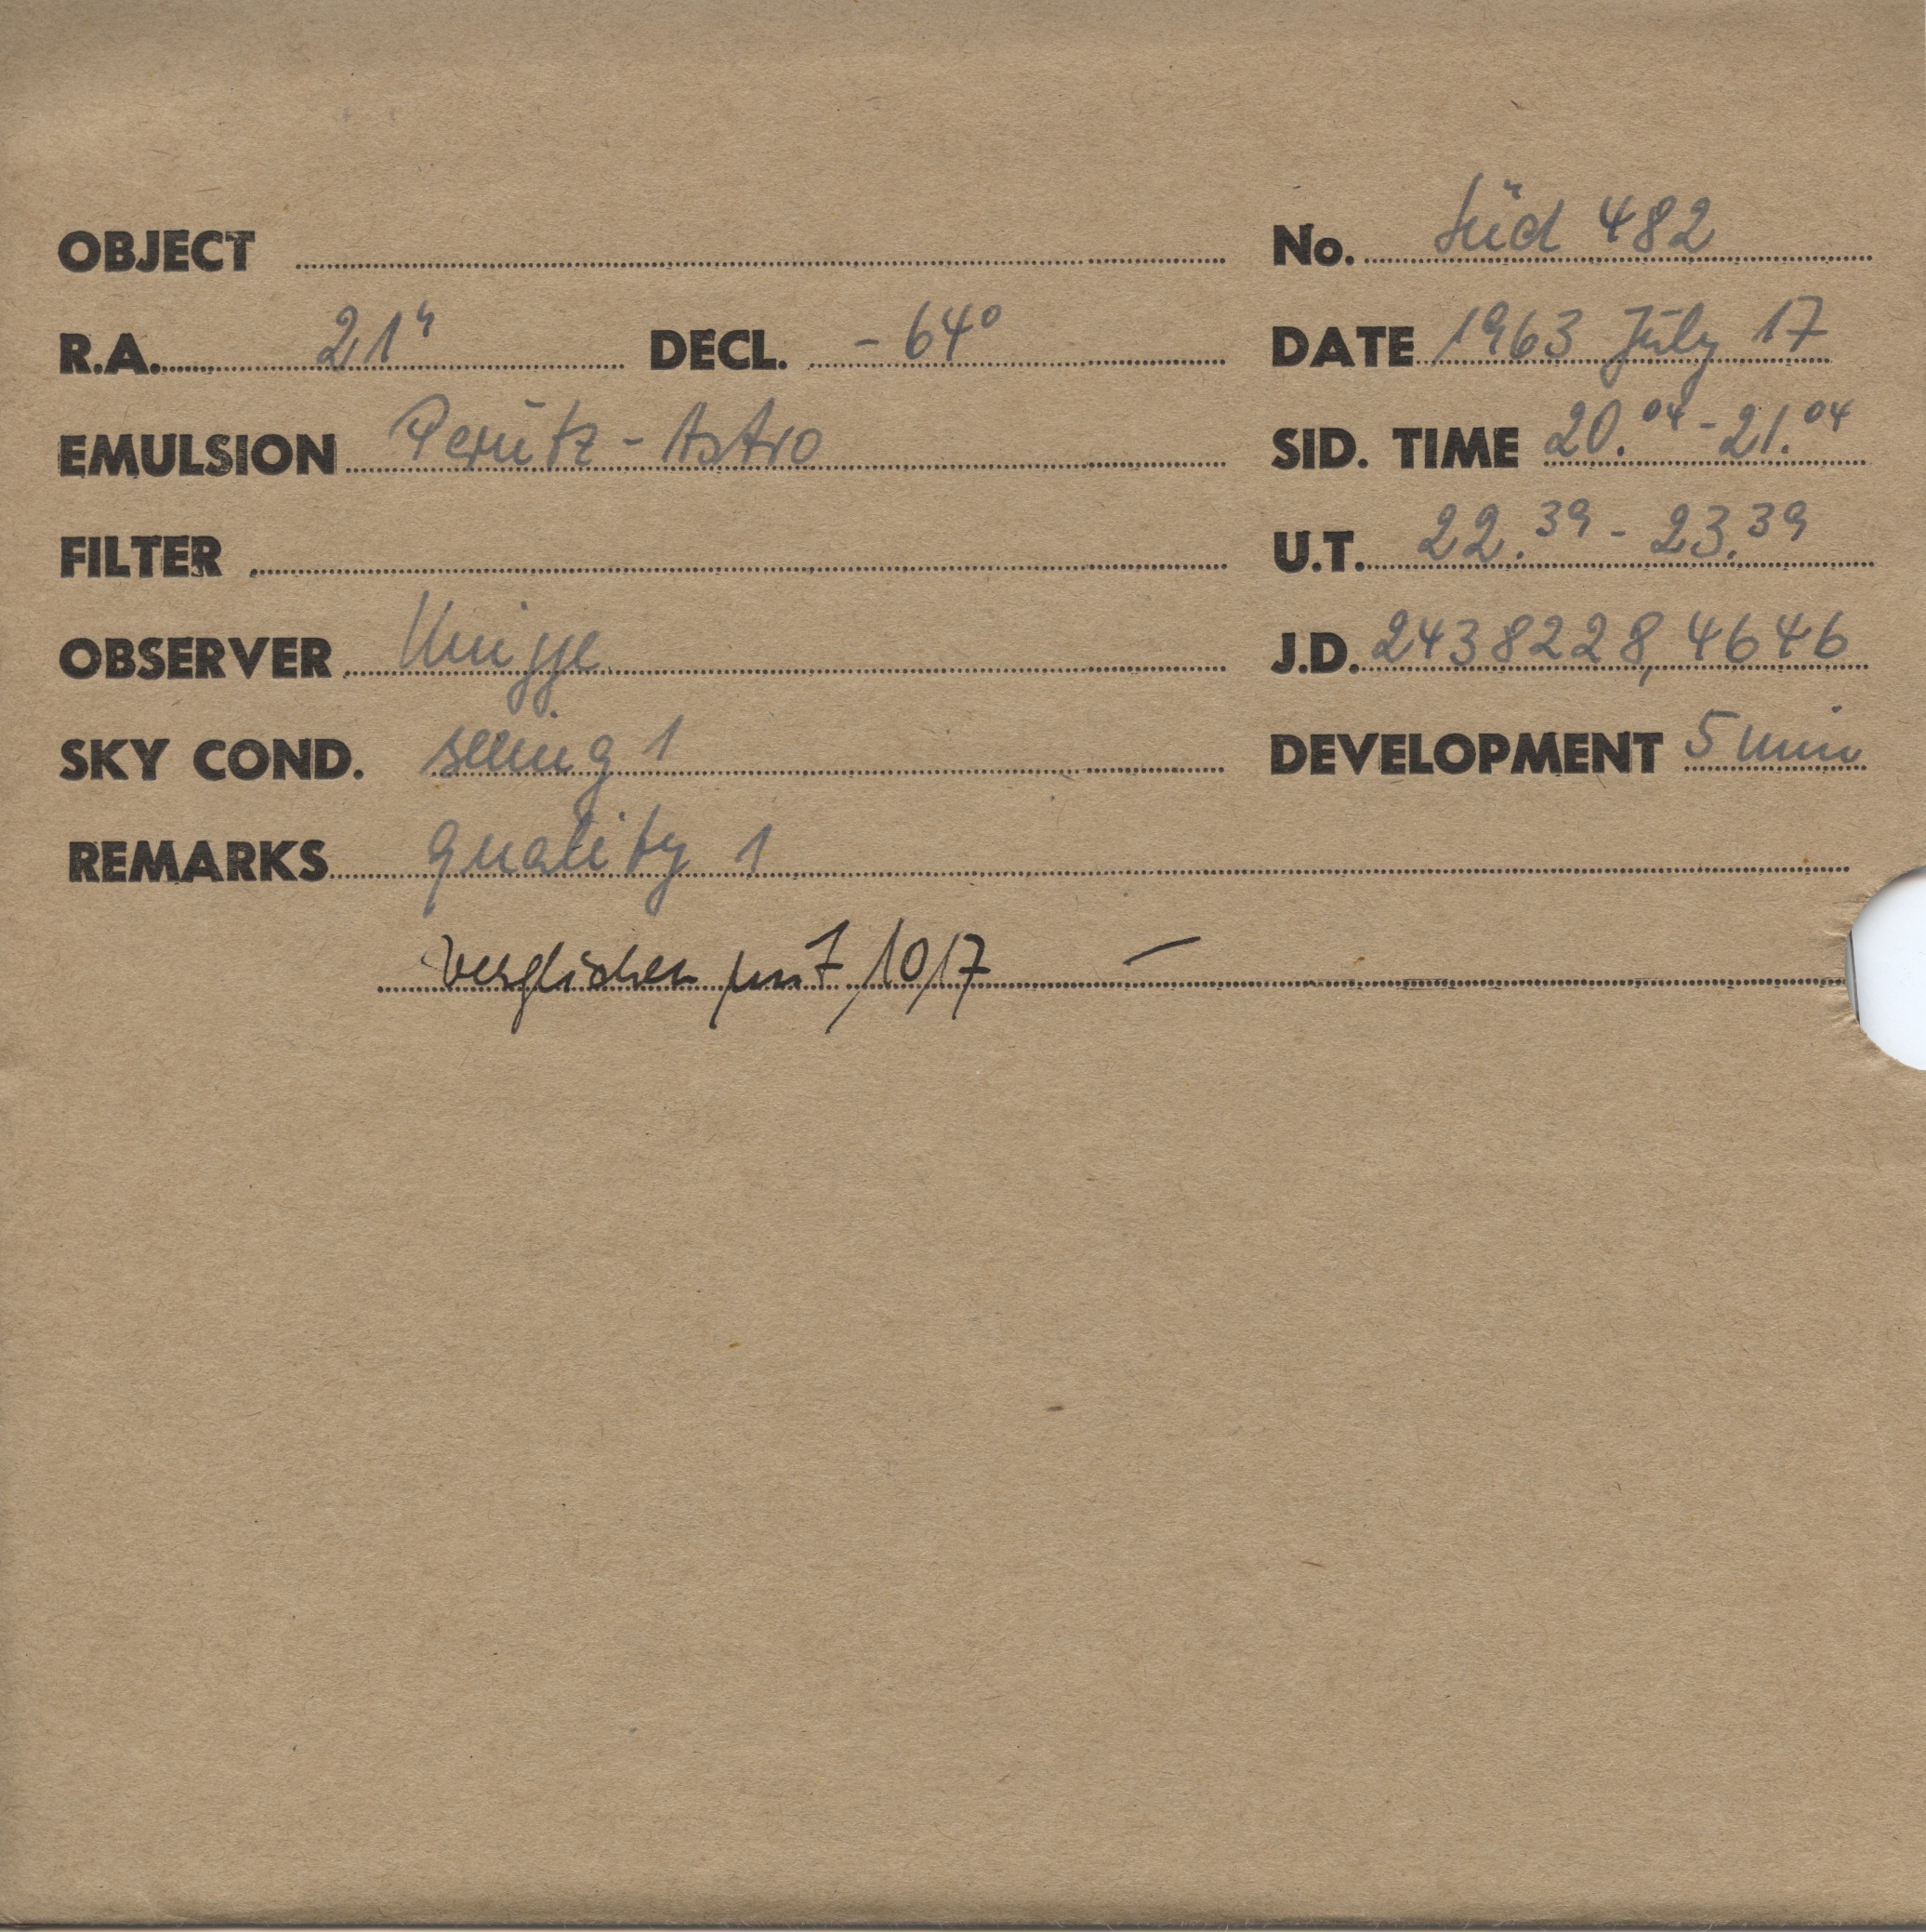 OBJECT No. Süd 482
R.A. 21h DECL. - 64° DATE 1963 July 17
EMULSION Perutz - Astro SID. TIME 20.04 - 21.04
FILTER U.T. 22.39 - 23.39
OBSERVER Knigge J.D. 2438228,4646
SKY COND. seeing 1 DEVELOPMENT 5 min
REMARKS quality 1
verglichen